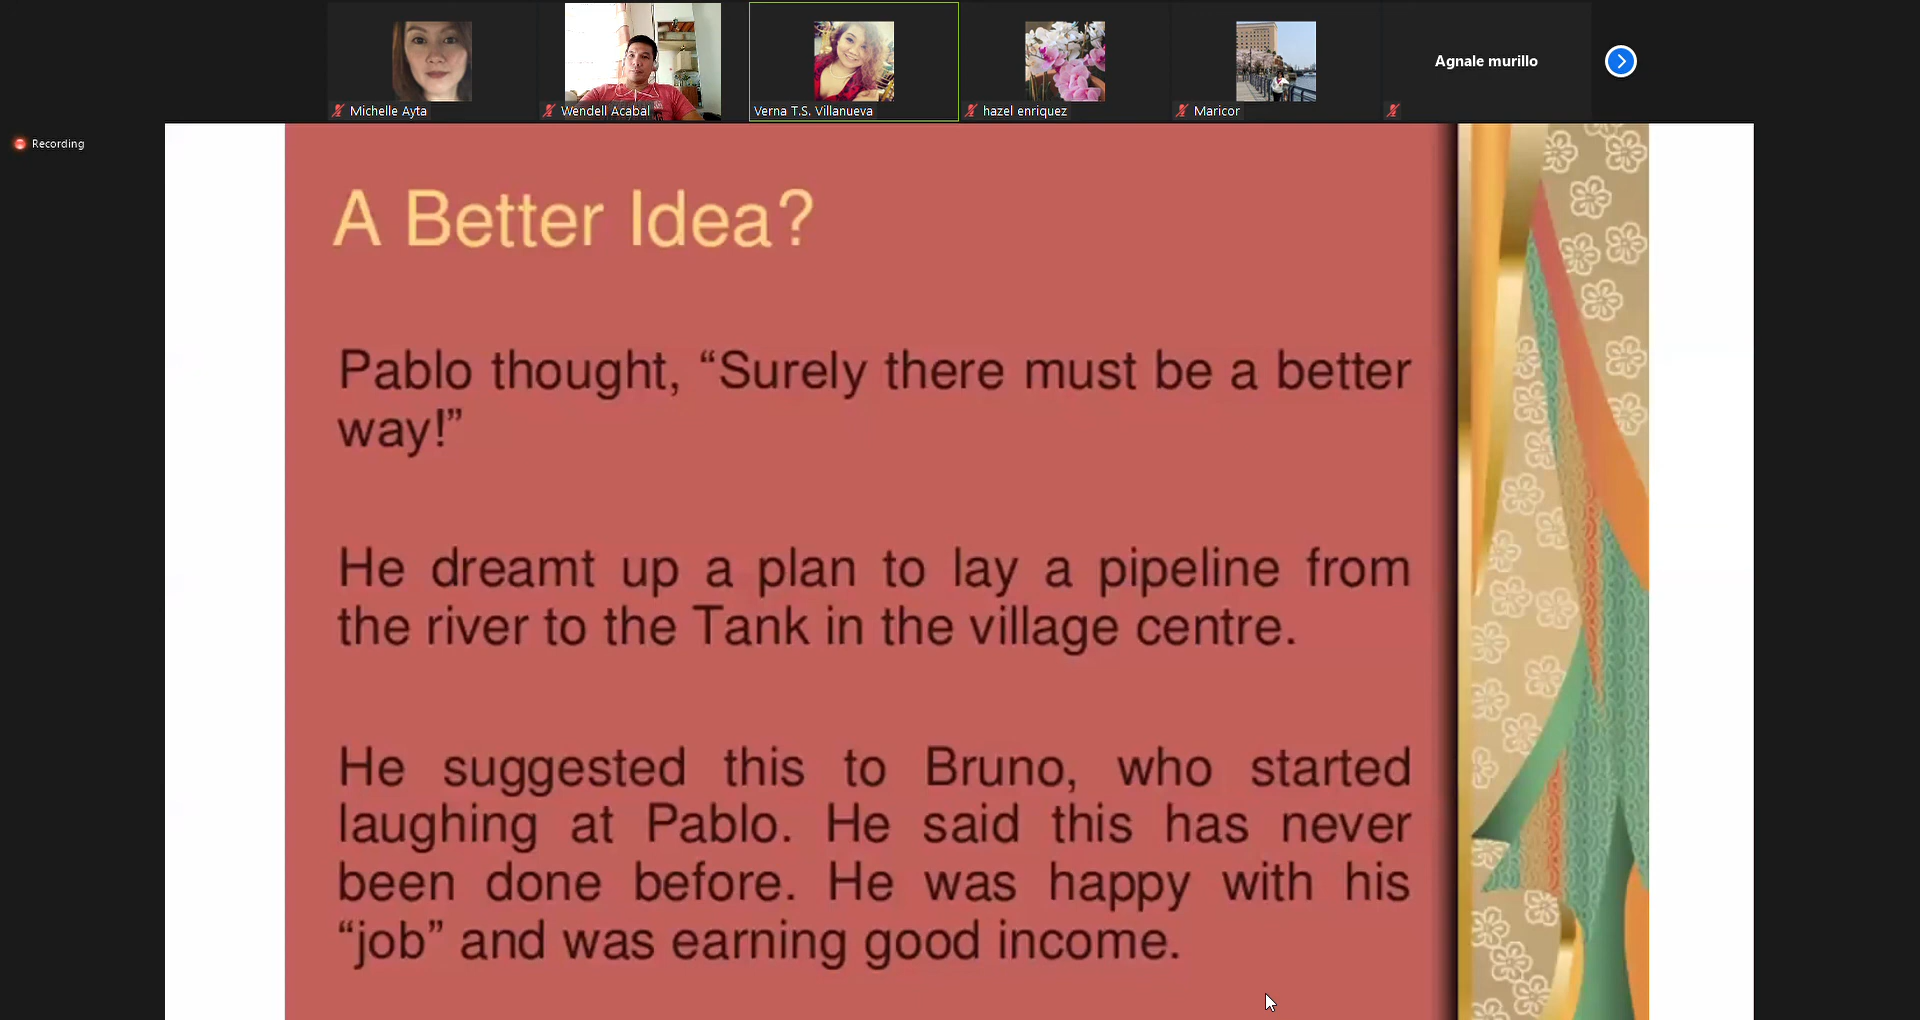 Agnale murillo
Michelle Ayta
Wendell Acabal
Verna T.S. Villanueva
hazel enriquez
Maricor
Recording
A Better Idea?
Pablo thought, “Surely there must be a better
way!”
He dreamt up a plan to lay a pipeline from
the river to the Tank in the village centre.
He suggested this to Bruno, who started
laughing at Pablo. He said this has never
been done before. He was happy with his
“job” and was earning good income.